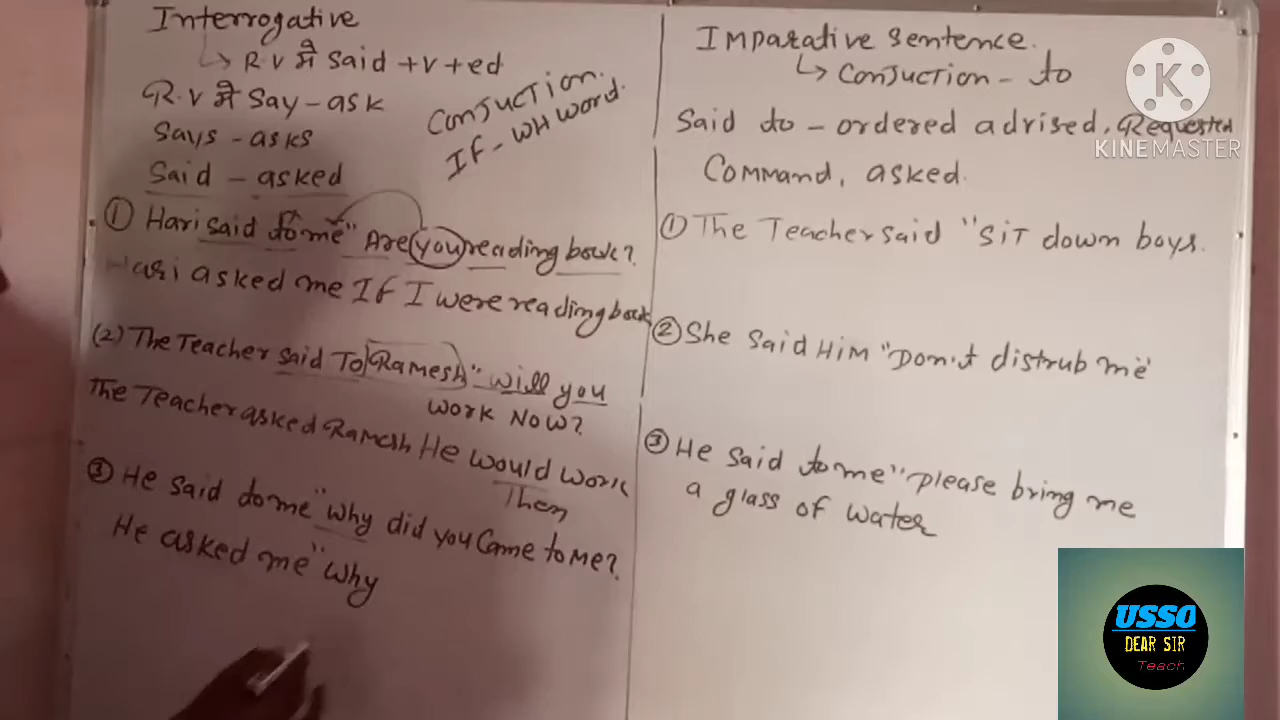 Interrogative
↳ R.V में Said + V + ed
R.V में Say - ask
Says - asks
Said - asked
Conjuction.
If - WH word.
① Hari said to me" Are you reading book?
Hari asked me If I were reading book
(2) The Teacher said To Ramesh" will you
work Now?
The Teacher asked Ramesh He would work
Then
③ He said to me "why did you Came to Me?
He asked me" why
Imparative Sentence.
↳ Conjuction - to
Said to - ordered advised, Requested
Command, asked.
① The Teacher said "SiT down boys.
② She Said Him "Don't distrub me"
③ He said to me" please bring me
a glass of water
K
KINEMASTER
USSO
DEAR SIR
Teach